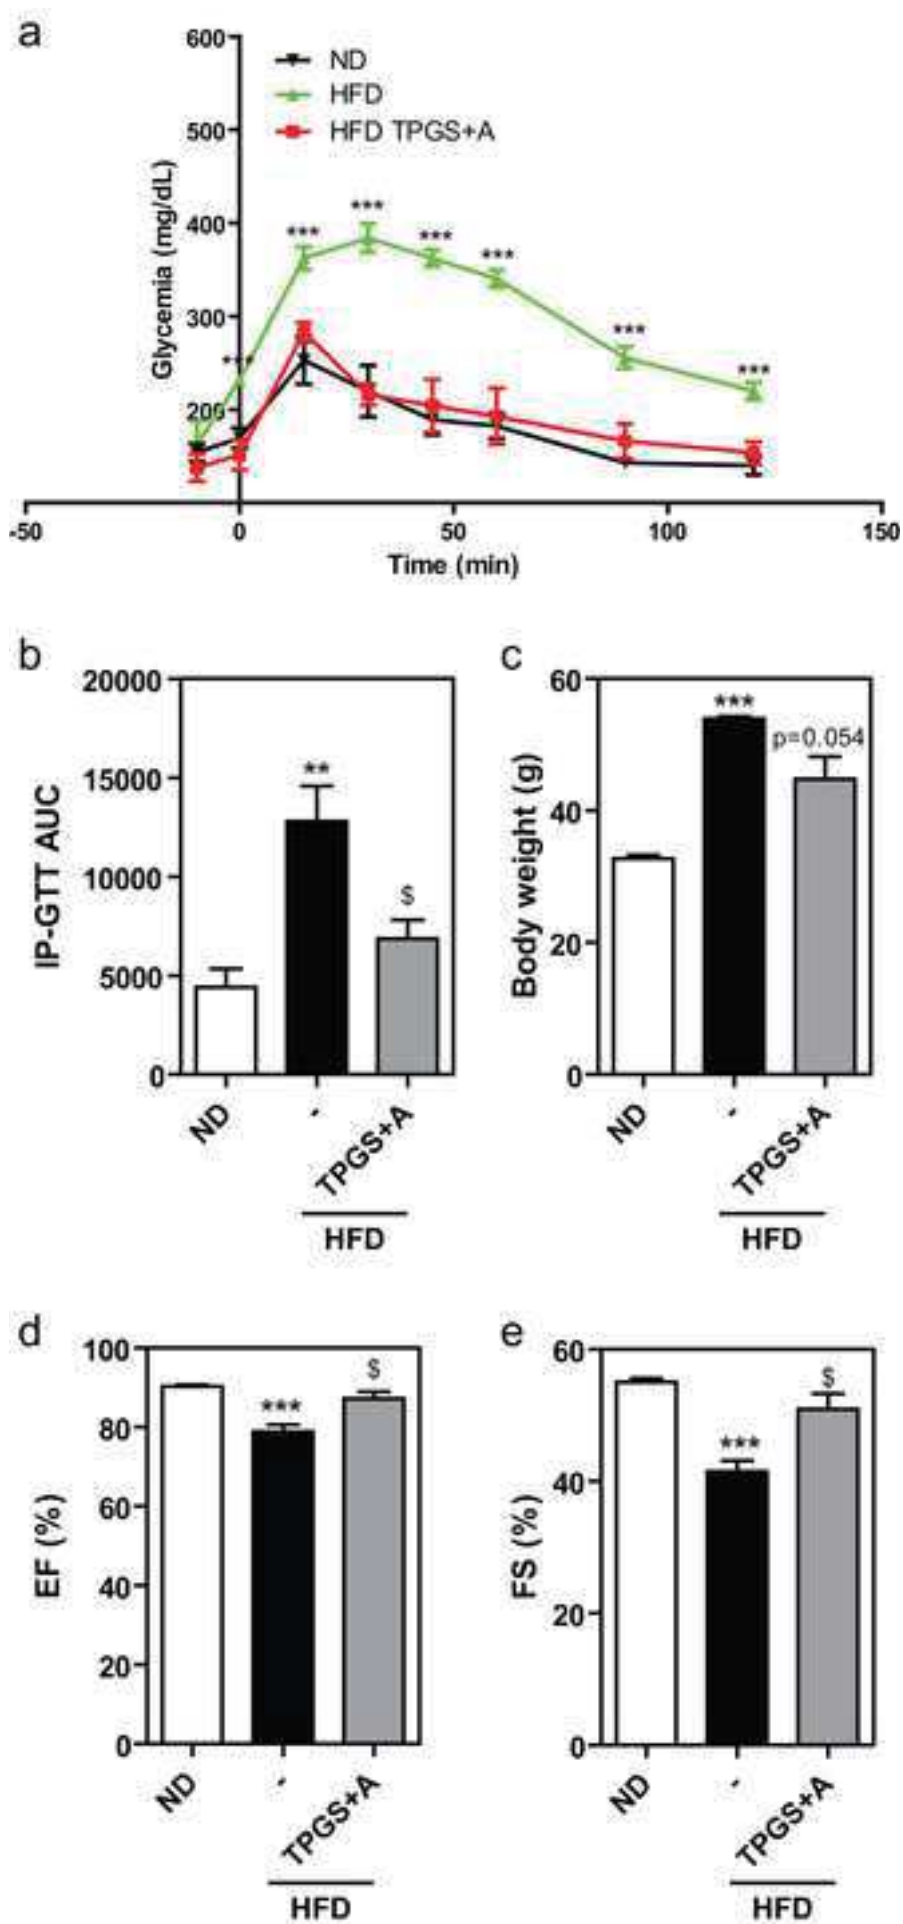 a
600
500
400
300
200
Glycemia (mg/dL)
ND
HFD
HFD TPGS+A
***
***
***
***
***
***
***
-50
0
50
100
150
Time (min)
b
20000
15000
10000
5000
0
IP-GTT AUC
**
$
ND
-
TPGS+A
HFD
c
60
40
20
0
Body weight (g)
***
p=0.054
ND
-
TPGS+A
HFD
d
100
80
60
40
20
0
EF (%)
***
$
ND
-
TPGS+A
HFD
e
60
40
20
0
FS (%)
***
$
ND
-
TPGS+A
HFD